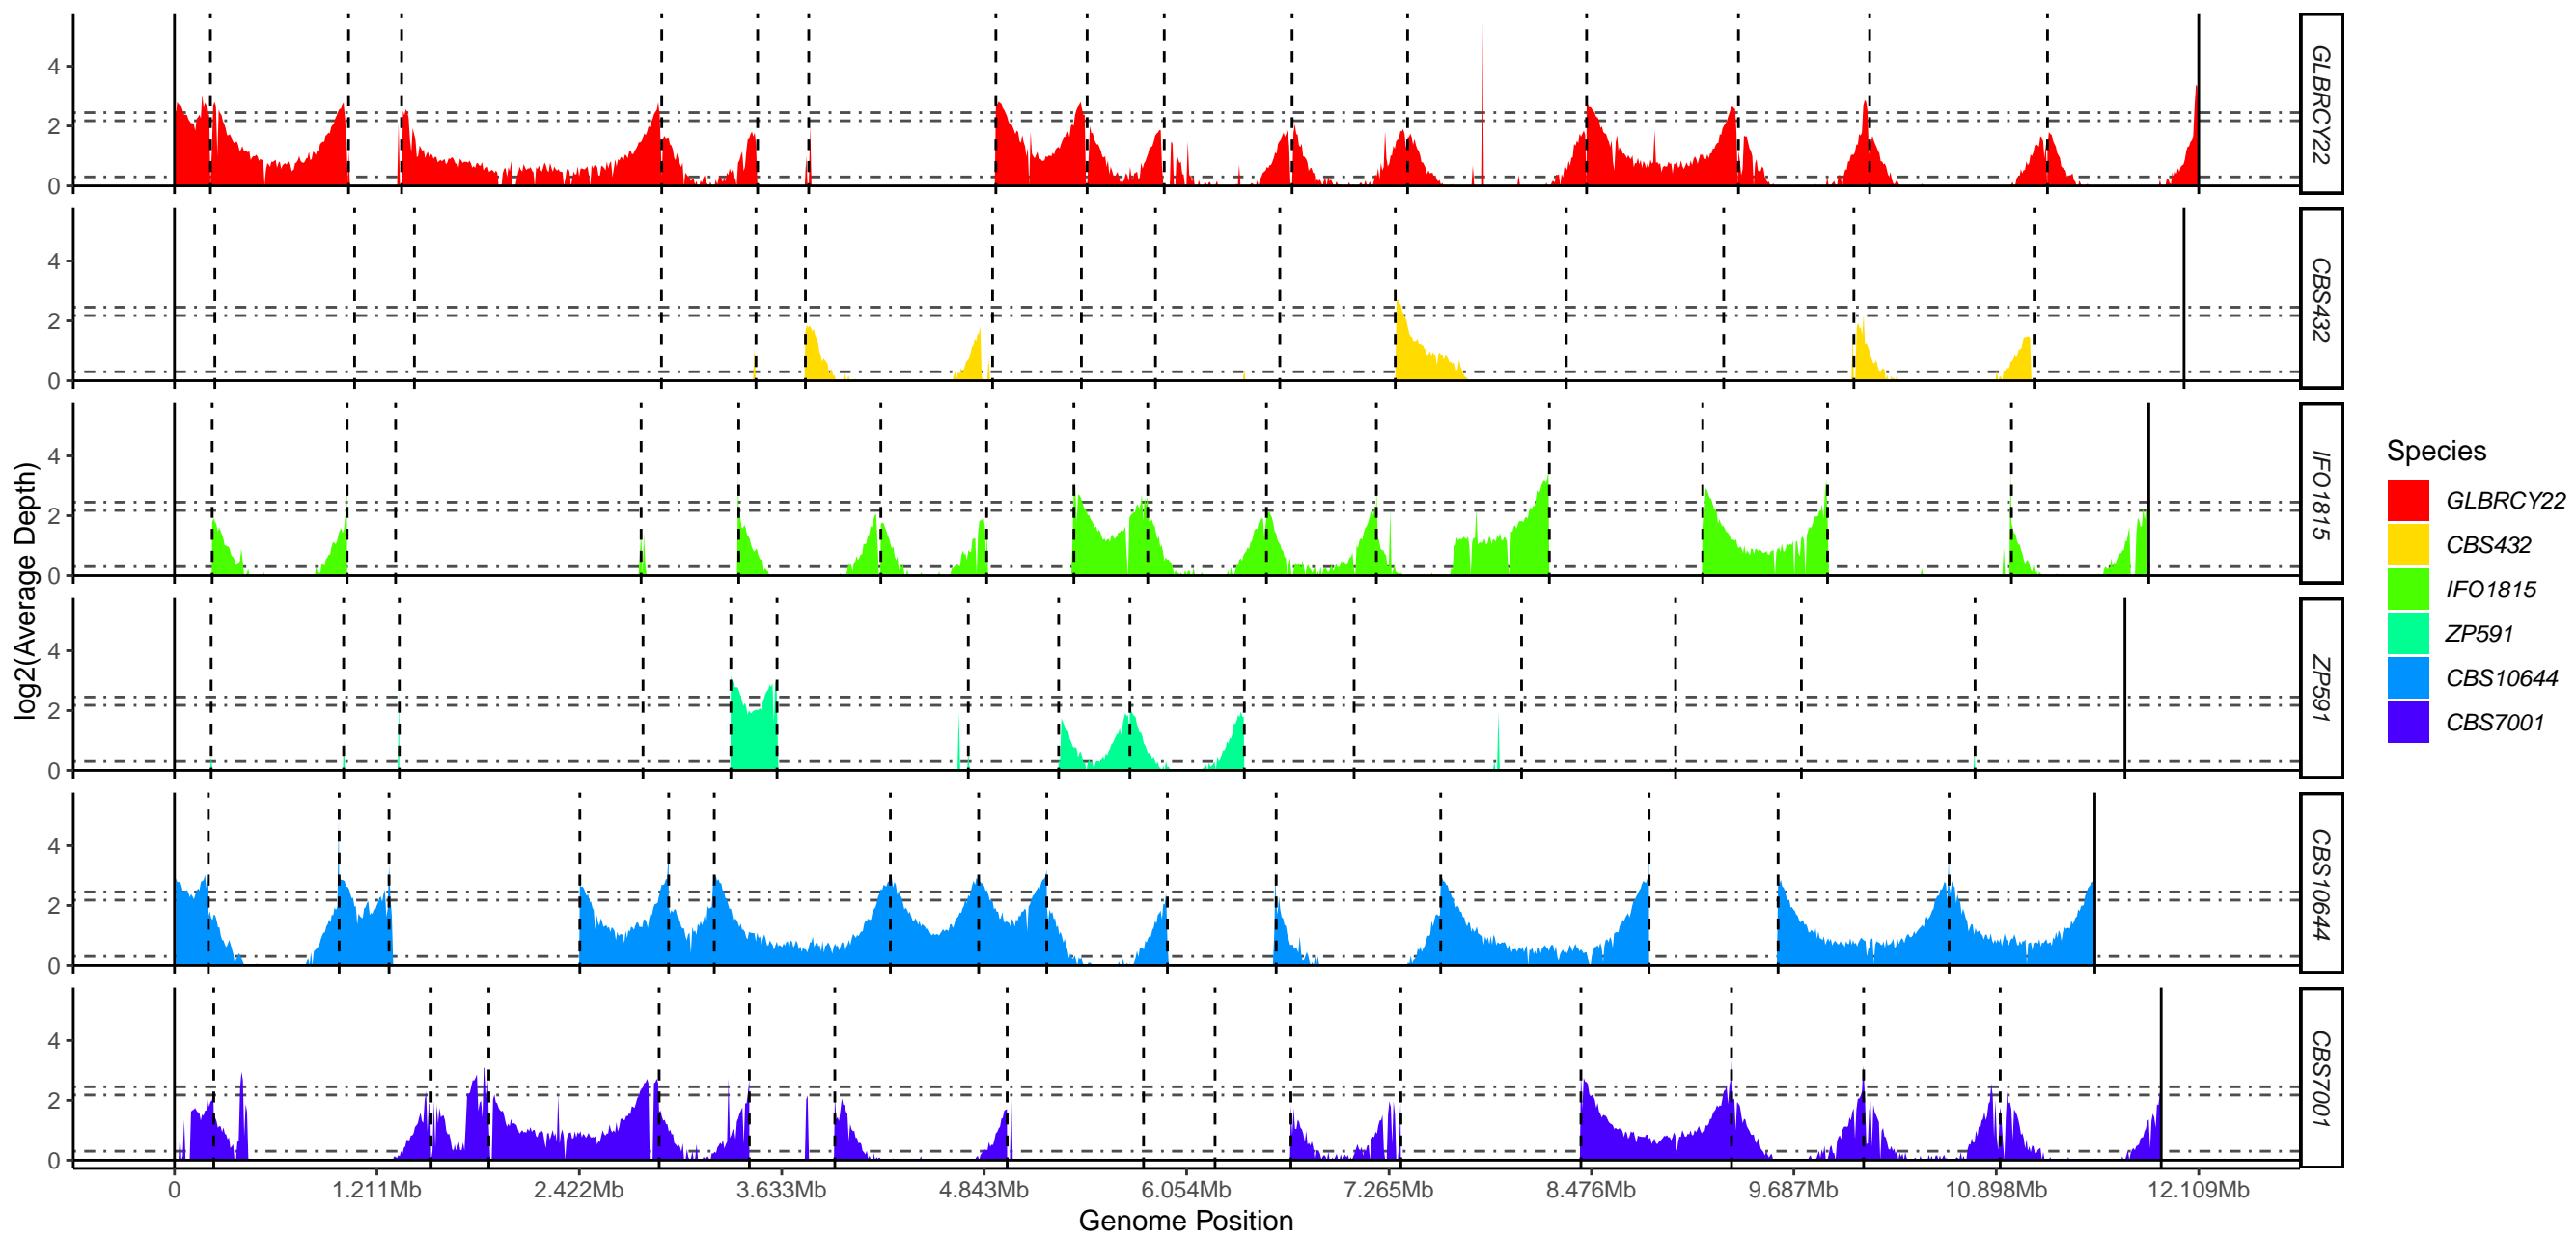 4
2
0
GLBRCY22
4
2
0
CBS432
4
2
0
IFO1815
4
2
0
ZP591
4
2
0
CBS10644
4
2
0
CBS7001
log2(Average Depth)
0 1.211Mb 2.422Mb 3.633Mb 4.843Mb 6.054Mb 7.265Mb 8.476Mb 9.687Mb 10.898Mb 12.109Mb
Genome Position
Species
GLBRCY22
CBS432
IFO1815
ZP591
CBS10644
CBS7001